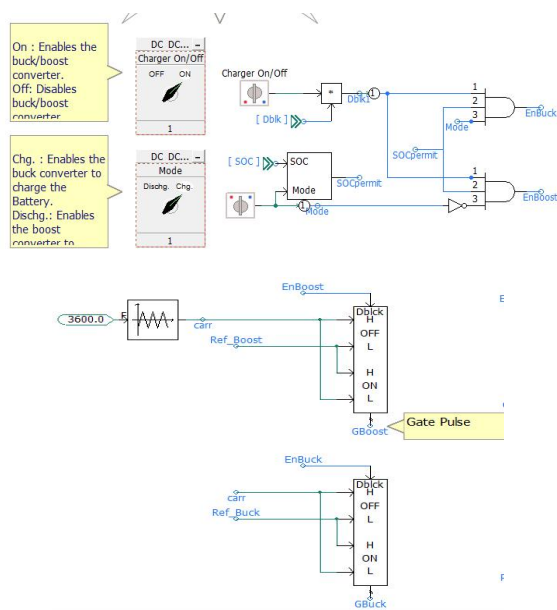 On : Enables the
buck/boost
converter.
Off: Disables
buck/boost
converter
DC DC...
Charger On/Off
OFF ON
1
Charger On/Off
*
[ Dblk ]
Dblk1
1
1
2
3
Mode
EnBuck
SOCpermit
Chg. : Enables the
buck converter to
charge the
Battery.
Dischg.: Enables
the boost
converter to
DC DC...
Mode
Dischg. Chg.
1
[ SOC ]
SOC
Mode
SOCpermit
1
Mode
1
2
3
EnBoost
EnBoost
3600.0
F
carr
Ref_Boost
Dblck
H
OFF
L
H
ON
L
GBoost
Gate Pulse
EnBuck
carr
Ref_Buck
Dblck
H
OFF
L
H
ON
L
GBuck